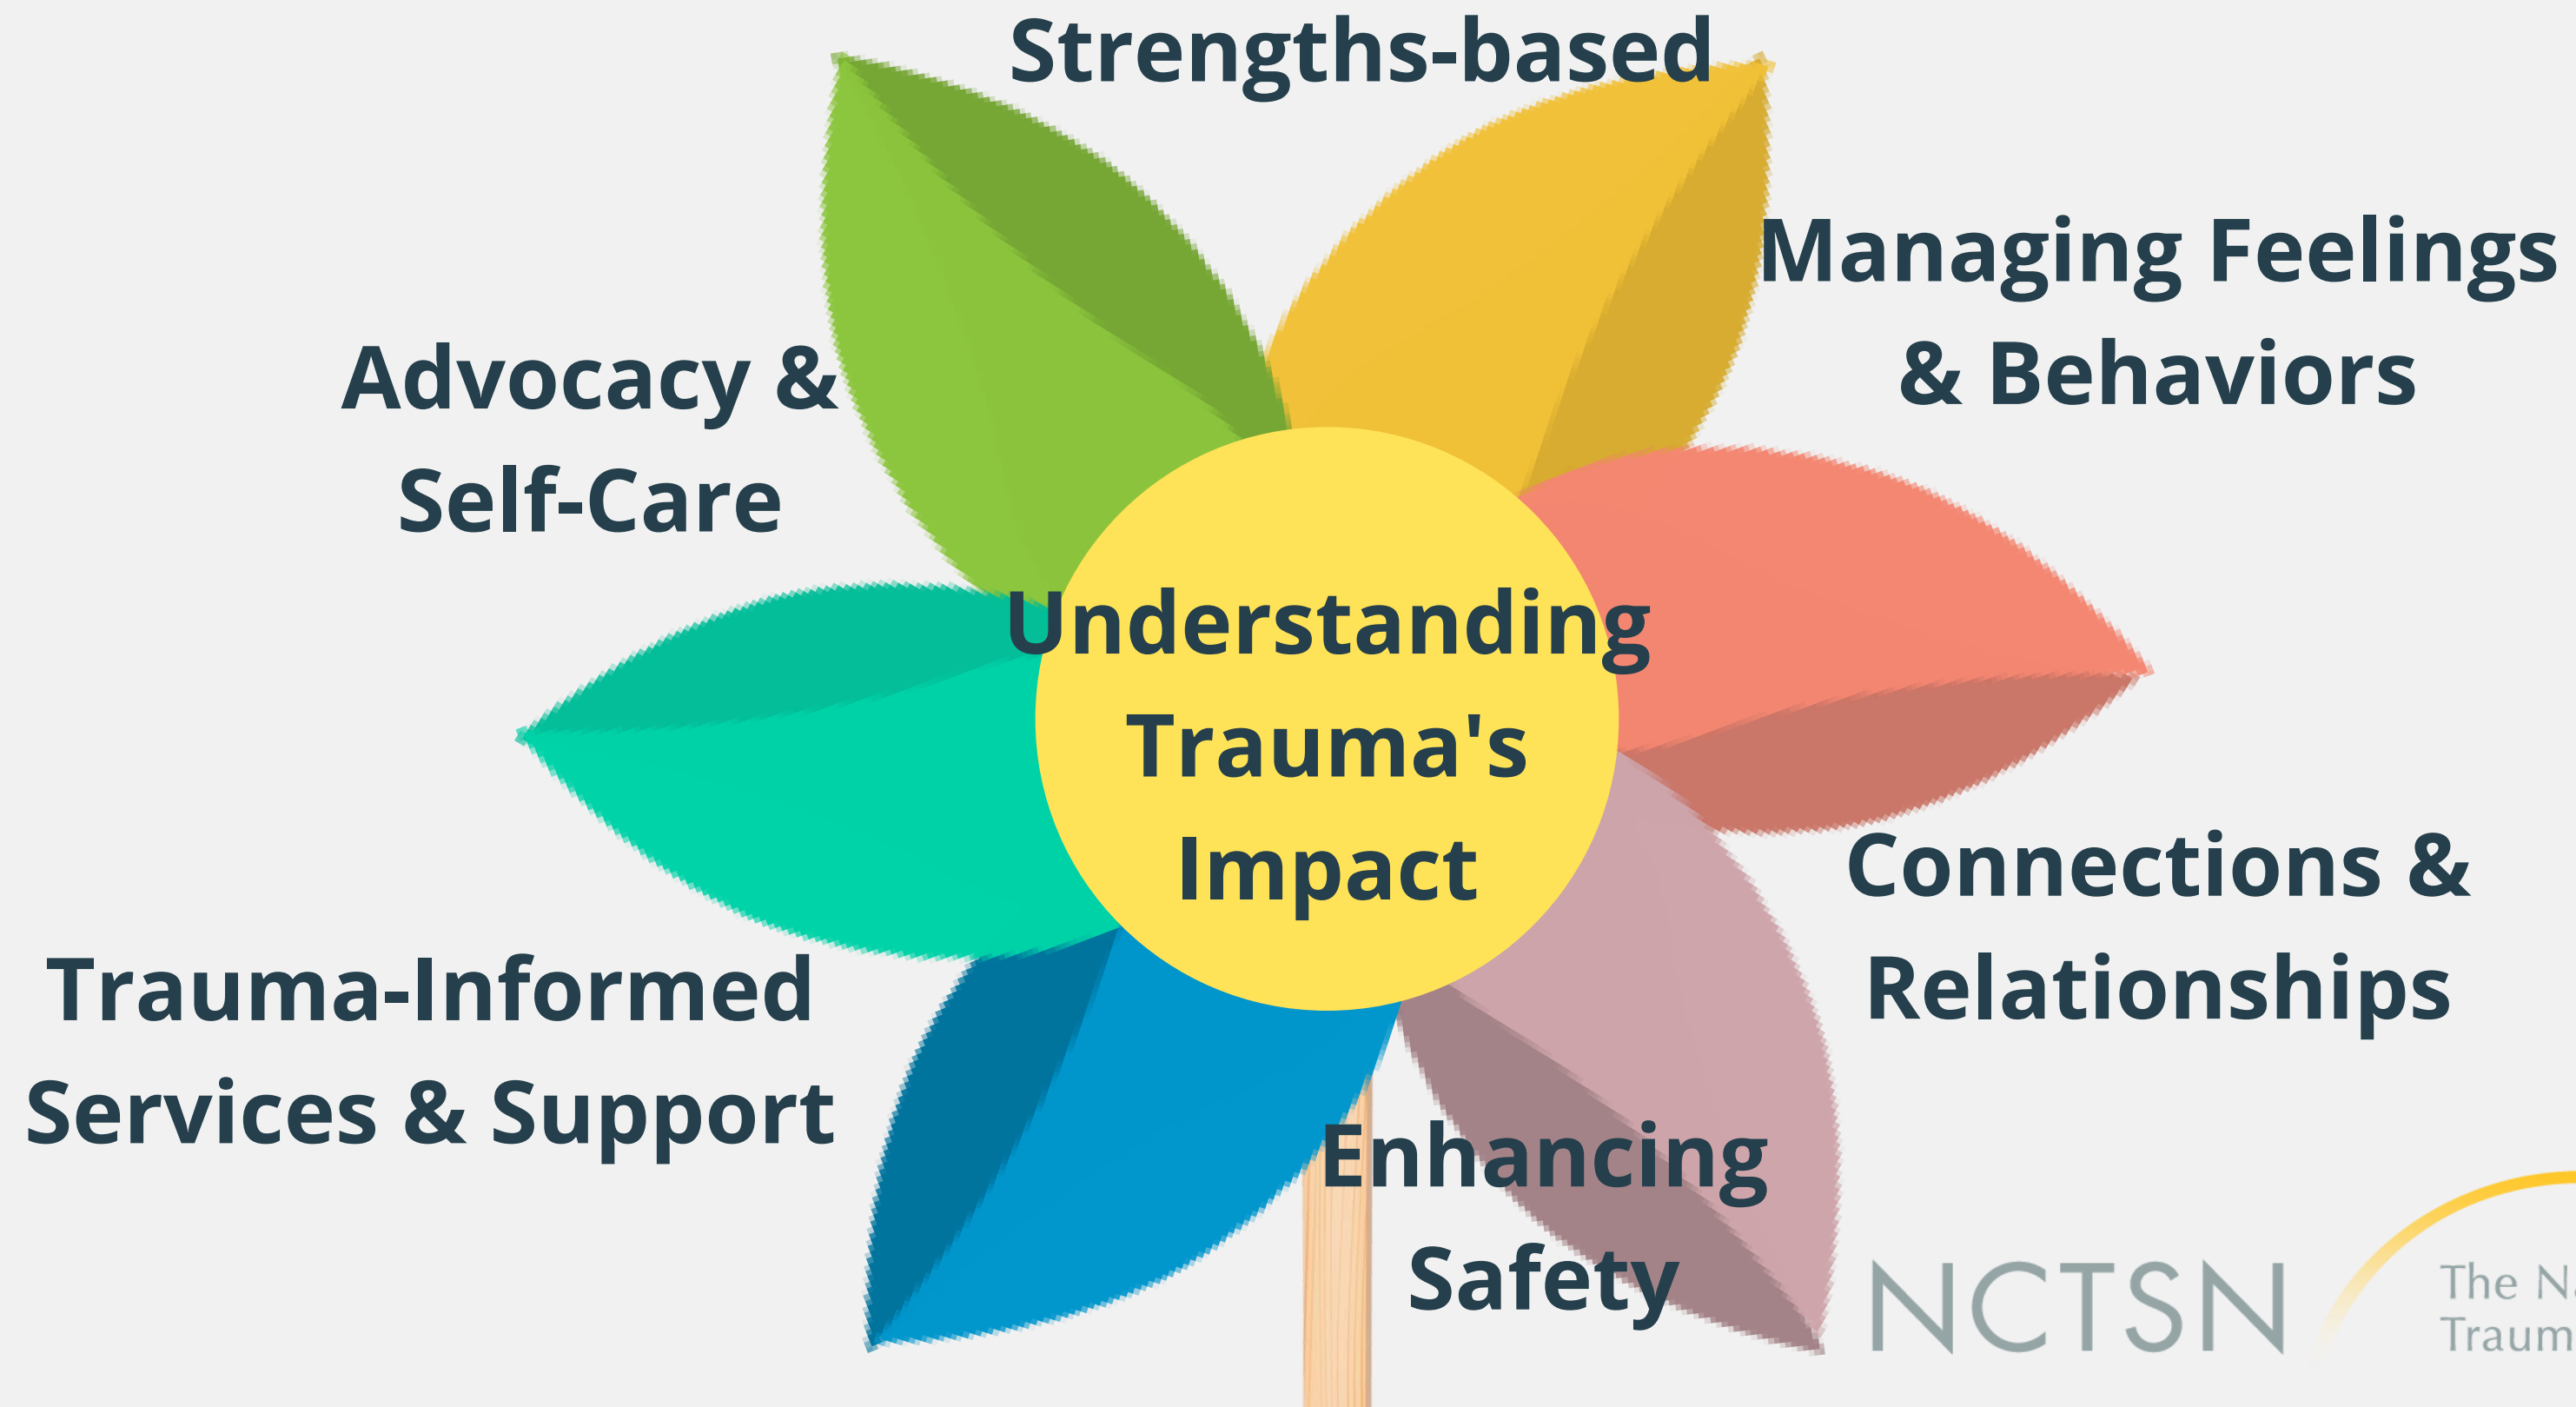 Strengths-based
Managing Feelings
& Behaviors
Advocacy &
Self-Care
Understanding
Trauma's
Impact
Connections &
Relationships
Trauma-Informed
Services & Support
Enhancing
Safety
NCTSN
The